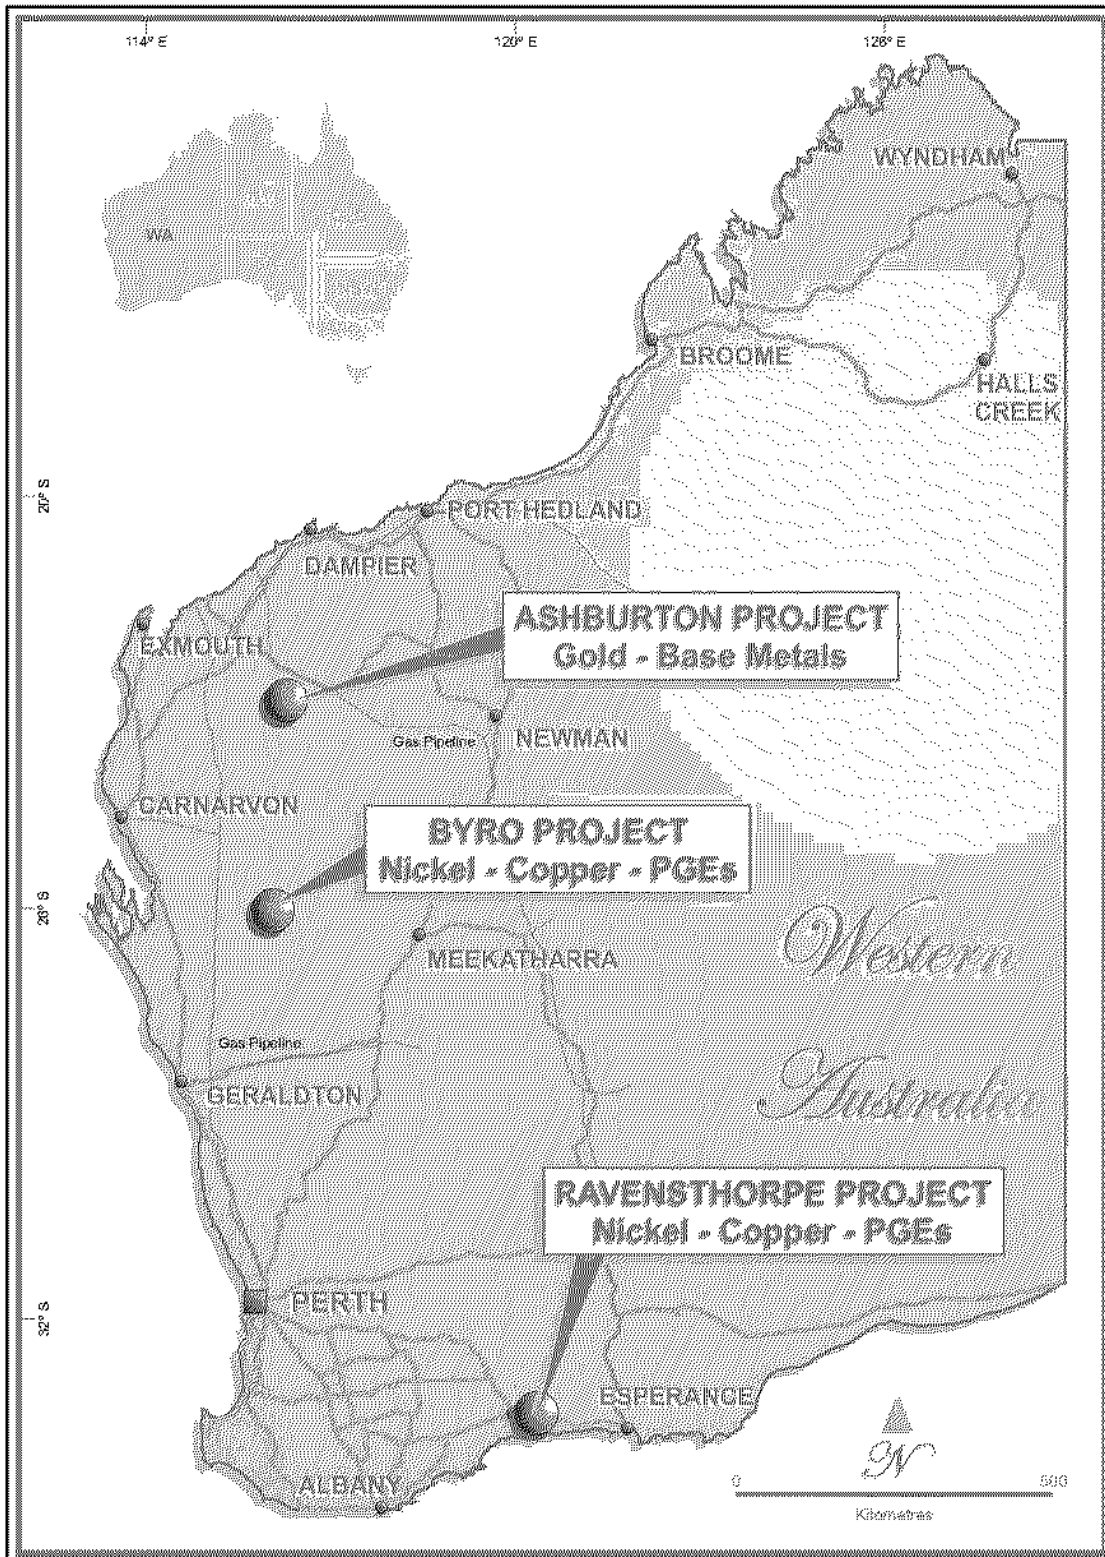 114° E
120° E
126° E
WYNDHAM
WA
BROOME
HALLS
CREEK
20° S
PORT HEDLAND
DAMPIER
ASHBURTON PROJECT
Gold - Base Metals
EXMOUTH
Gas Pipeline
NEWMAN
CARNARVON
BYRO PROJECT
Nickel - Copper - PGEs
26° S
Western
MEEKATHARRA
Gas Pipeline
GERALDTON
Australia
RAVENSTHORPE PROJECT
Nickel - Copper - PGEs
PERTH
32° S
ESPERANCE
N
ALBANY
0
500
Kilometres